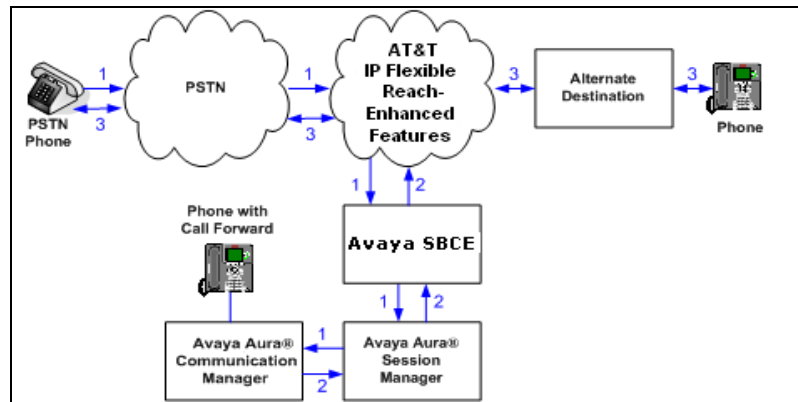 1
PSTN
1
AT&T
IP Flexible
Reach-
Enhanced
Features
3
Alternate
Destination
3
PSTN
Phone
3
3
Phone
1
2
Phone with
Call Forward
Avaya SBCE
1
2
Avaya Aura®
Communication
Manager
1
2
Avaya Aura®
Session
Manager